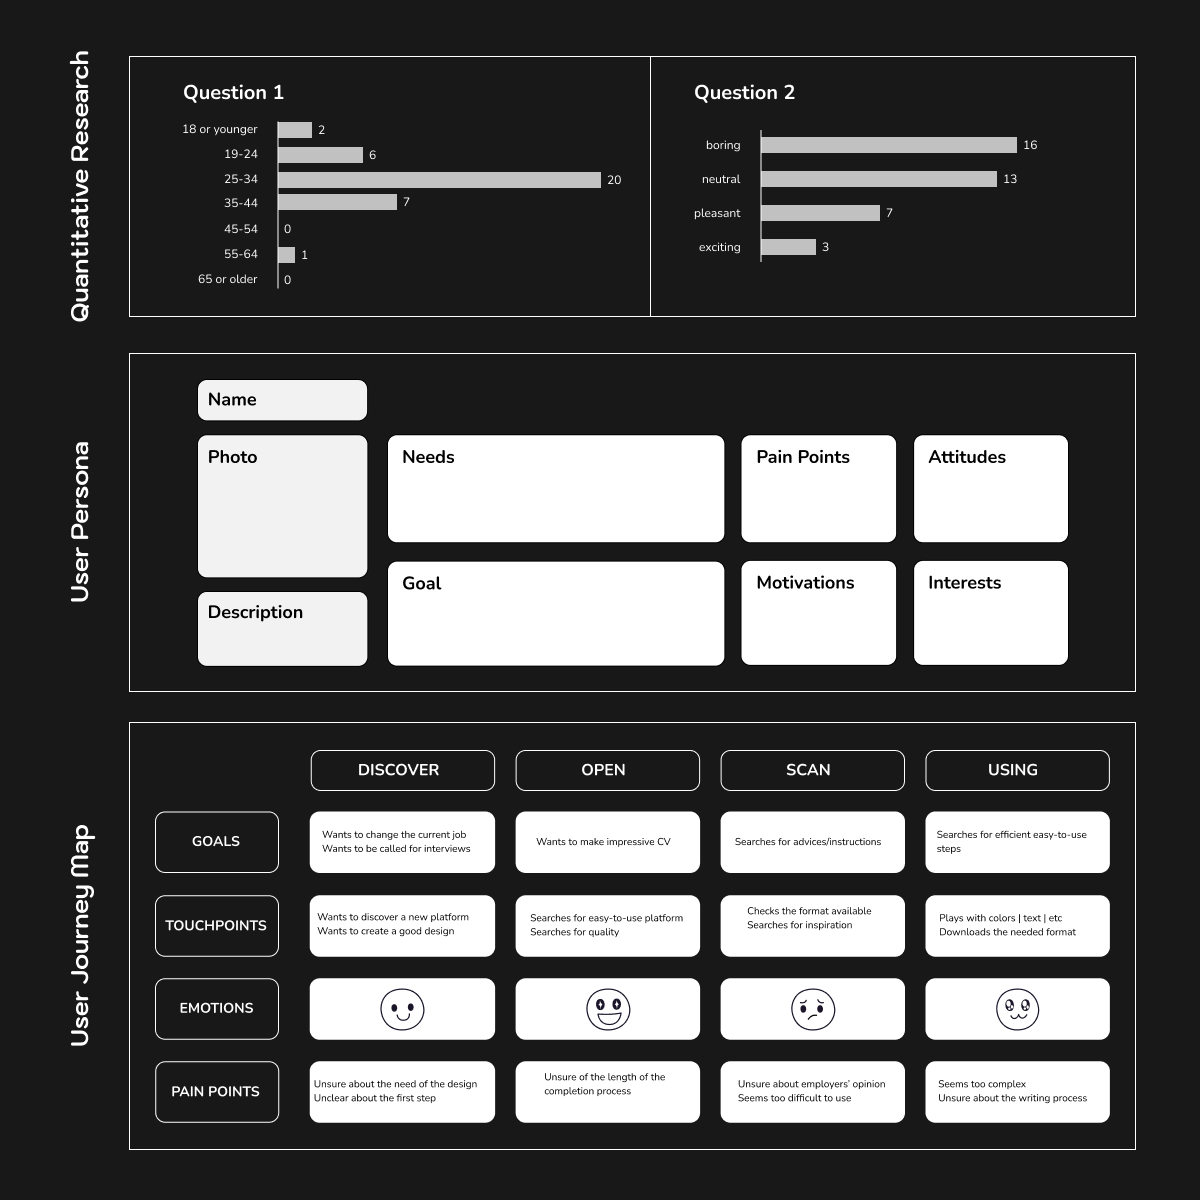 Quantitative Research
Question 1
18 or younger 2
19-24 6
25-34 20
35-44 7
45-54 0
55-64 1
65 or older 0
Question 2
boring 16
neutral 13
pleasant 7
exciting 3
User Persona
Name
Photo
Description
Needs
Pain Points
Attitudes
Goal
Motivations
Interests
User Journey Map
DISCOVER
OPEN
SCAN
USING
GOALS
Wants to change the current job
Wants to be called for interviews
Wants to make impressive CV
Searches for advices/instructions
Searches for efficient easy-to-use
steps
TOUCHPOINTS
Wants to discover a new platform
Wants to create a good design
Searches for easy-to-use platform
Searches for quality
Checks the format available
Searches for inspiration
Plays with colors | text | etc
Downloads the needed format
EMOTIONS
PAIN POINTS
Unsure about the need of the design
Unclear about the first step
Unsure of the length of the
completion process
Unsure about employers' opinion
Seems too difficult to use
Seems too complex
Unsure about the writing process